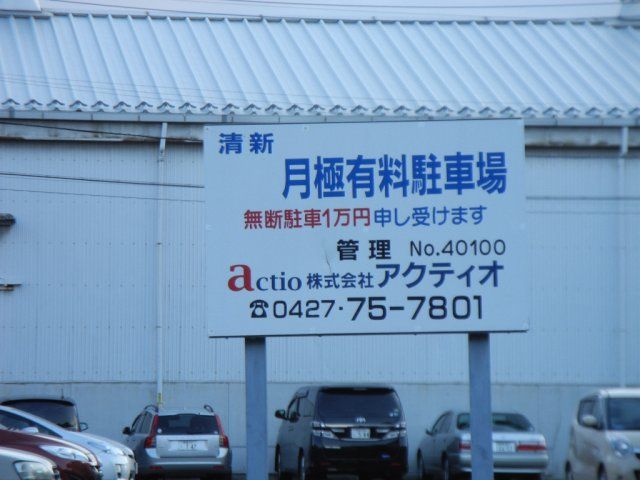 清新
月極有料駐車場
無断駐車1万円申し受けます
管理 No.40100
actio 株式会社 アクティオ
☎0427・75-7801